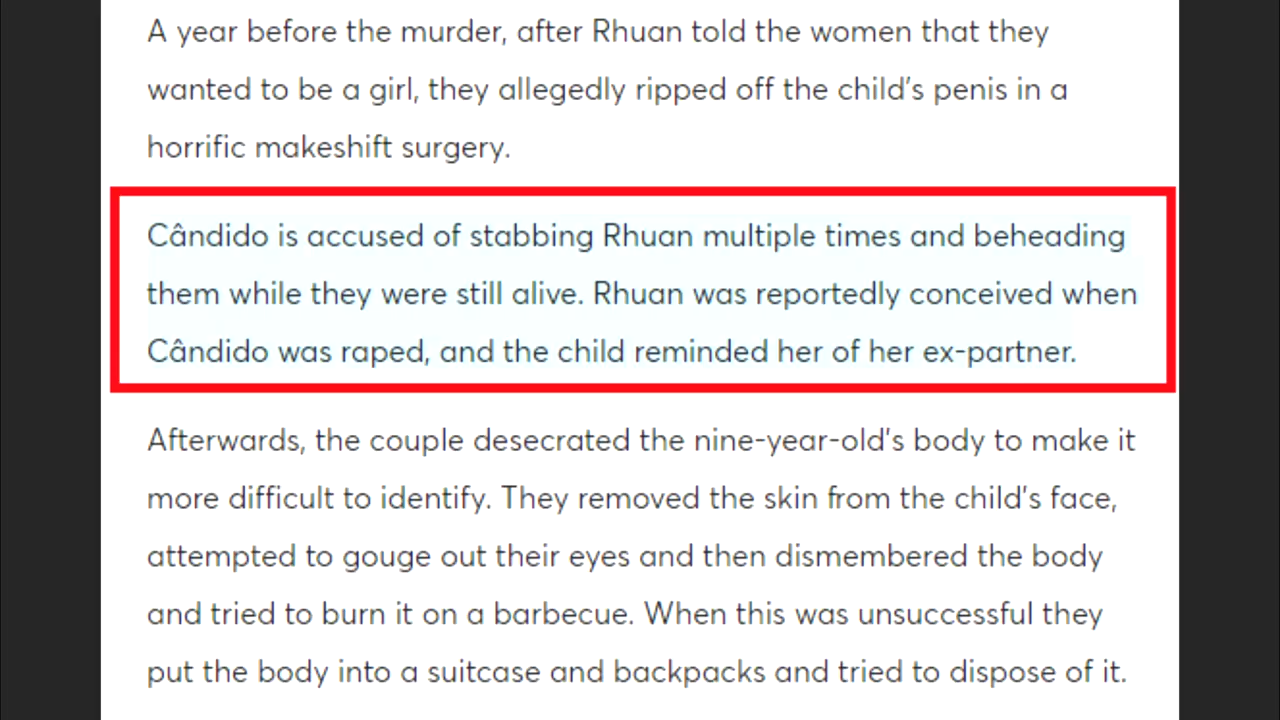 A year before the murder, after Rhuan told the women that they
wanted to be a girl, they allegedly ripped off the child’s penis in a
horrific makeshift surgery.
Cândido is accused of stabbing Rhuan multiple times and beheading
them while they were still alive. Rhuan was reportedly conceived when
Cândido was raped, and the child reminded her of her ex-partner.
Afterwards, the couple desecrated the nine-year-old’s body to make it
more difficult to identify. They removed the skin from the child’s face,
attempted to gouge out their eyes and then dismembered the body
and tried to burn it on a barbecue. When this was unsuccessful they
put the body into a suitcase and backpacks and tried to dispose of it.